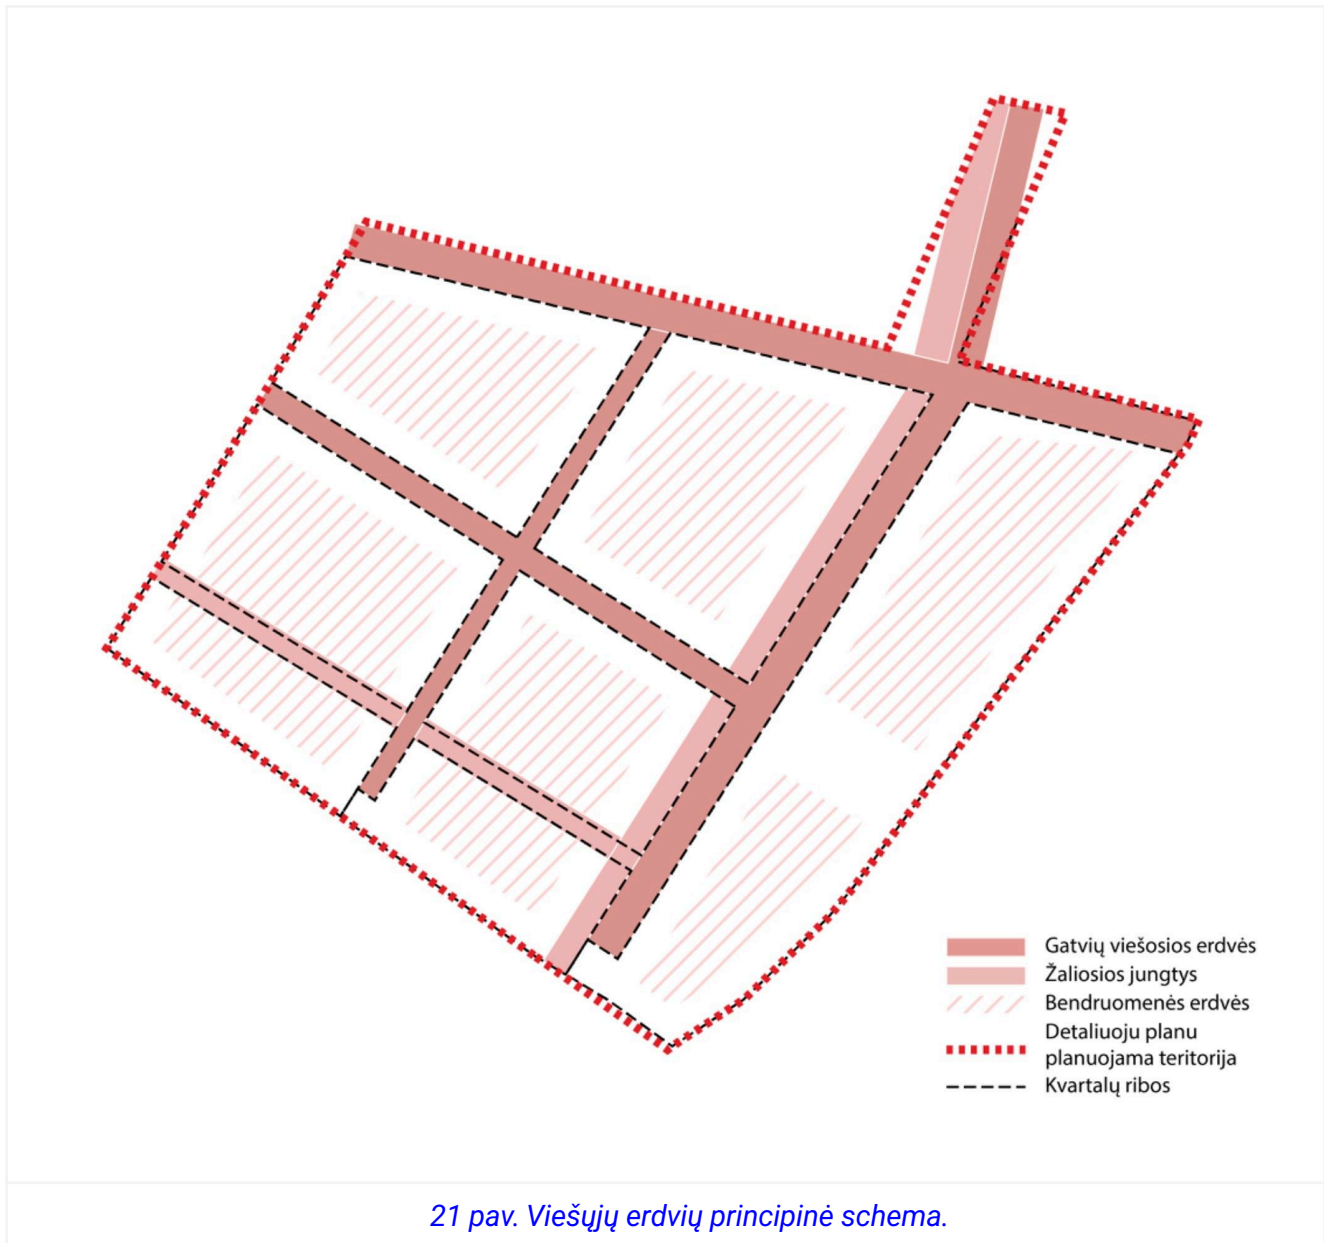 Gatvių viešosios erdvės
Žaliosios jungtys
Bendruomenės erdvės
Detaliuoju planu
planuojama teritorija
Kvartalų ribos
21 pav. Viešųjų erdvių principinė schema.